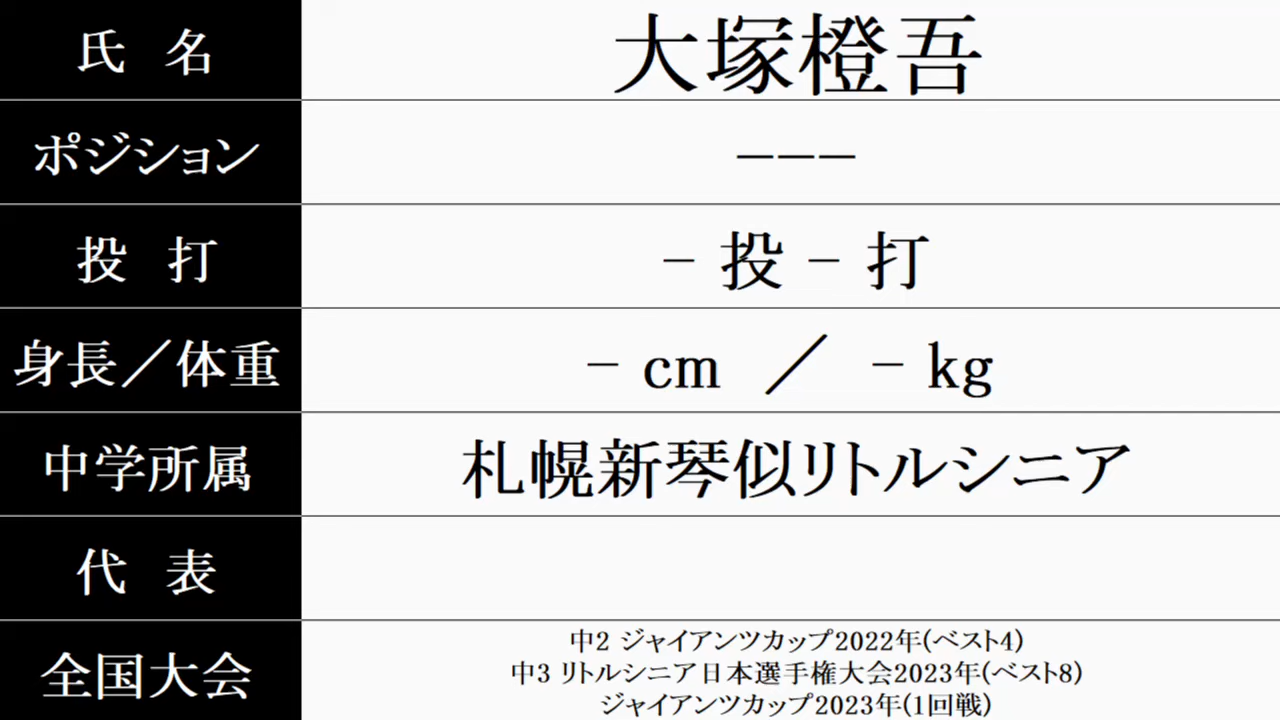 氏 名 大塚橙吾
ポジション −−−
投 打 − 投 − 打
身長／体重 − cm ／ − kg
中学所属 札幌新琴似リトルシニア
代 表
全国大会
中2 ジャイアンツカップ2022年(ベスト4)
中3 リトルシニア日本選手権大会2023年(ベスト8)
ジャイアンツカップ2023年(1回戦)